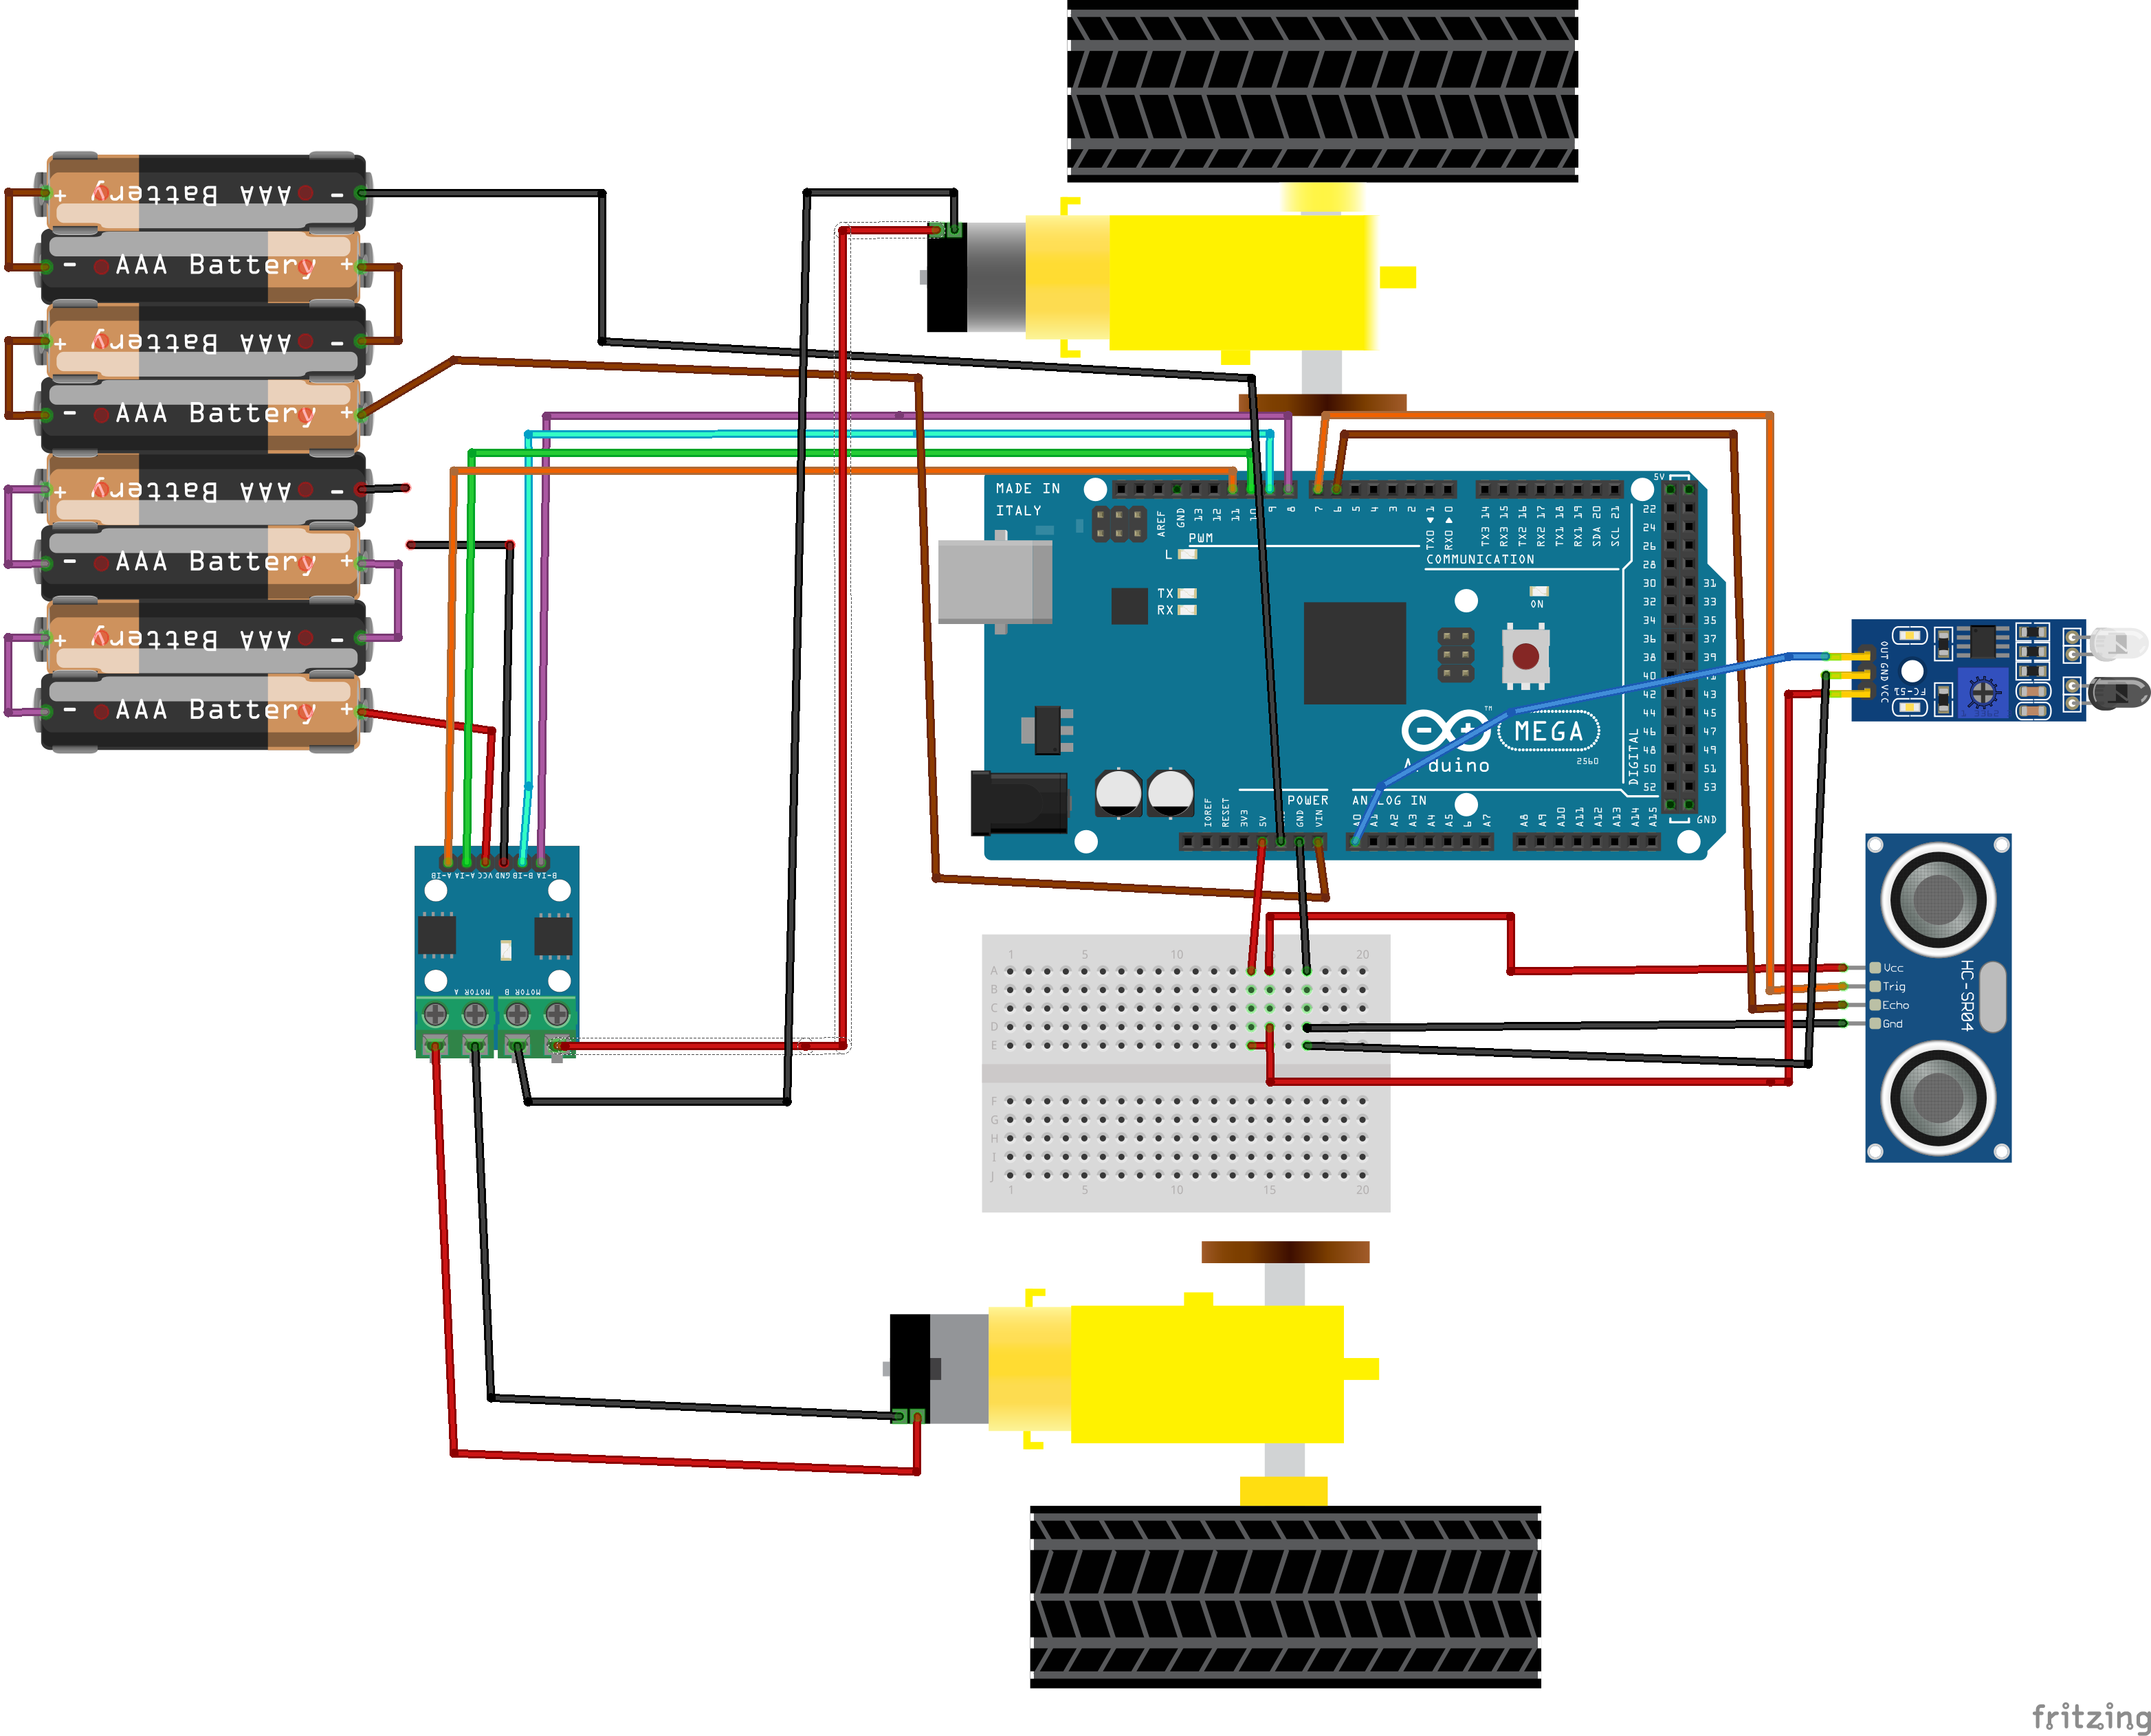 AAA Battery
- AAA Battery +
+ AAA Battery -
- AAA Battery +
+ AAA Battery -
- AAA Battery +
+ AAA Battery -
- AAA Battery +
MADE IN
ITALY
AREF
GND
13
12
11
10
9
8
7
6
5
4
3
2
TX0 1
RX0 0
TX3 14
RX3 15
TX2 16
RX2 17
TX1 18
RX1 19
SDA 20
SCL 21
PWM
COMMUNICATION
L
TX
RX
ON
5V
22
24
26
28
30 31
32 33
34 35
36 37
38 39
40
42 43
44 45
46 47
48 49
50 51
52 53
GND
DIGITAL
MEGA
2560
TM
POWER
IOREF
RESET
3V3
5V
GND
VIN
A0
A1
A2
A3
A4
A5
A7
A8
A9
A10
A11
A12
A13
A14
A15
OUT
GND
VCC
FC-51
A-IB
A-IA
VCC
GND
B-IB
B-IA
MOTOR A
MOTOR B
1 5 10 20
A
B
C
D
E
F
G
H
I
J
1 5 10 15 20
Vcc
Trig
Echo
Gnd
HC-SR04
fritzing